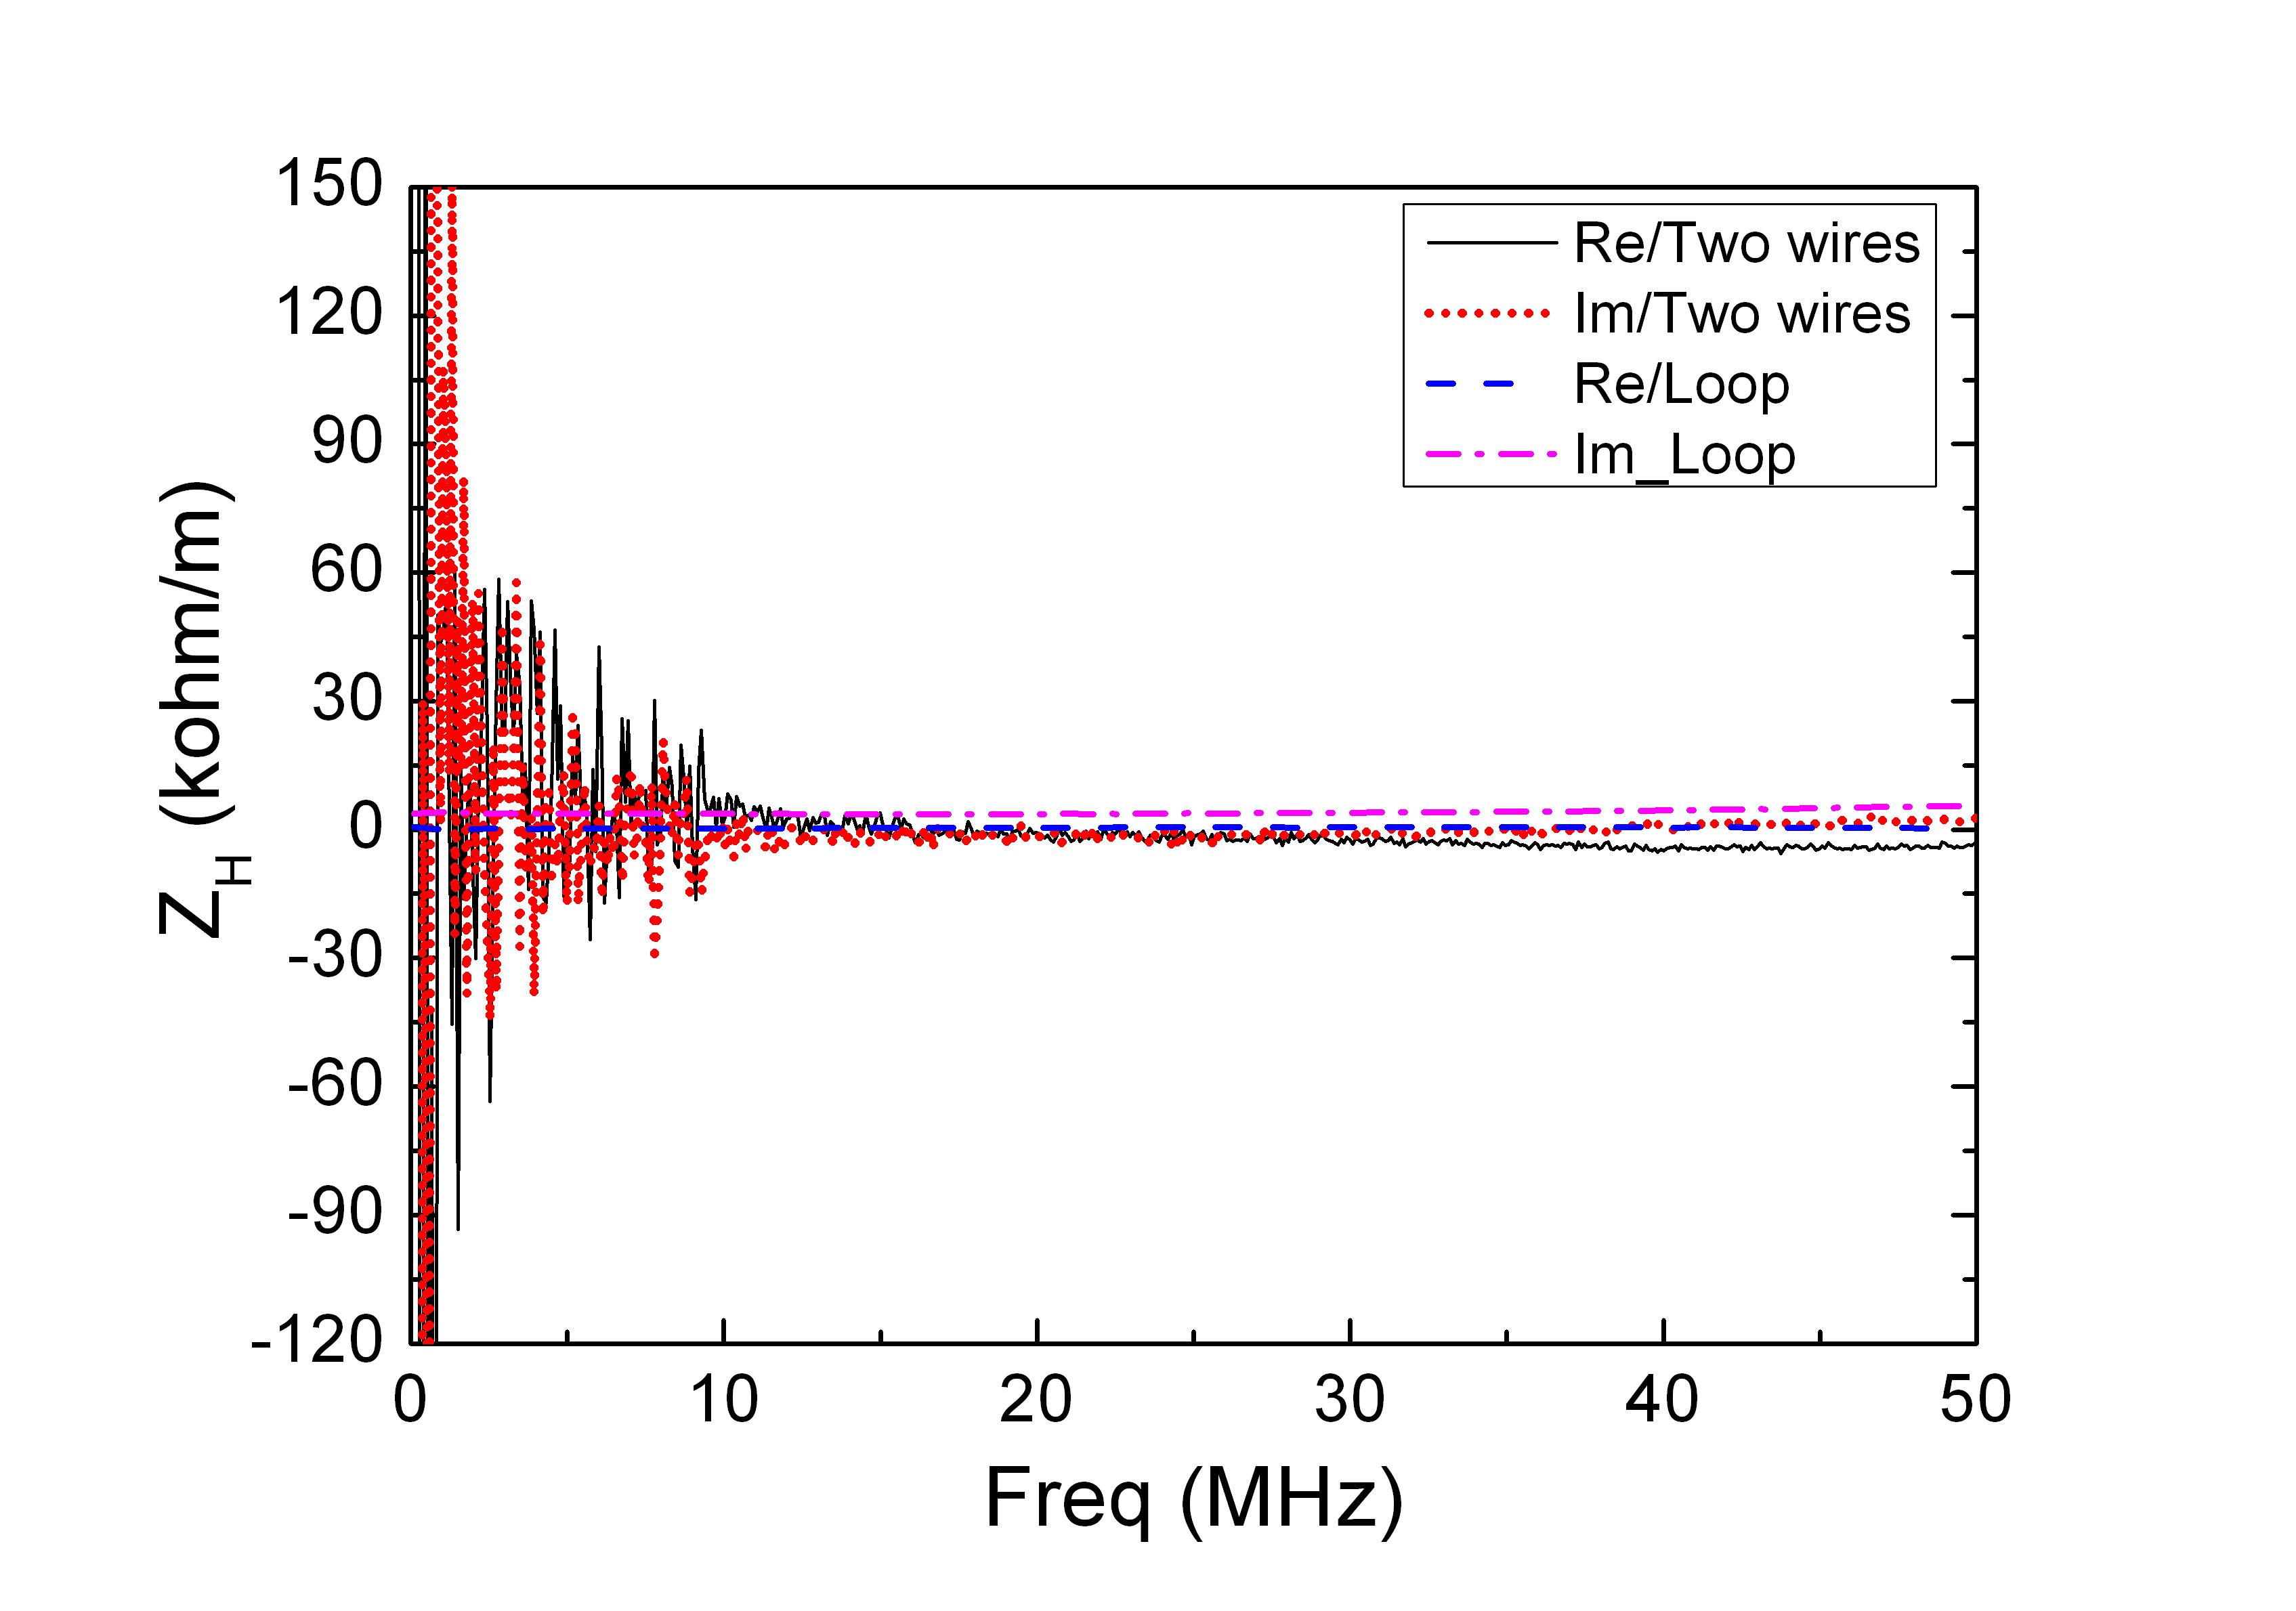 150
120
90
60
30
0
-30
-60
-90
-120
Z_H (kohm/m)
Re/Two wires
Im/Two wires
Re/Loop
Im_Loop
0 10 20 30 40 50
Freq (MHz)